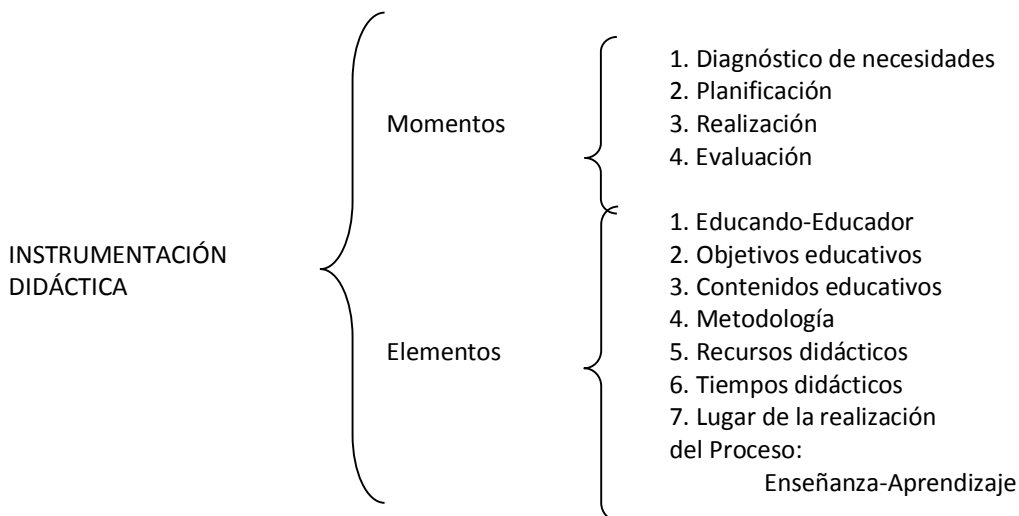 INSTRUMENTACIÓN
DIDÁCTICA
Momentos
1. Diagnóstico de necesidades
2. Planificación
3. Realización
4. Evaluación
Elementos
1. Educando-Educador
2. Objetivos educativos
3. Contenidos educativos
4. Metodología
5. Recursos didácticos
6. Tiempos didácticos
7. Lugar de la realización
del Proceso:
Enseñanza-Aprendizaje